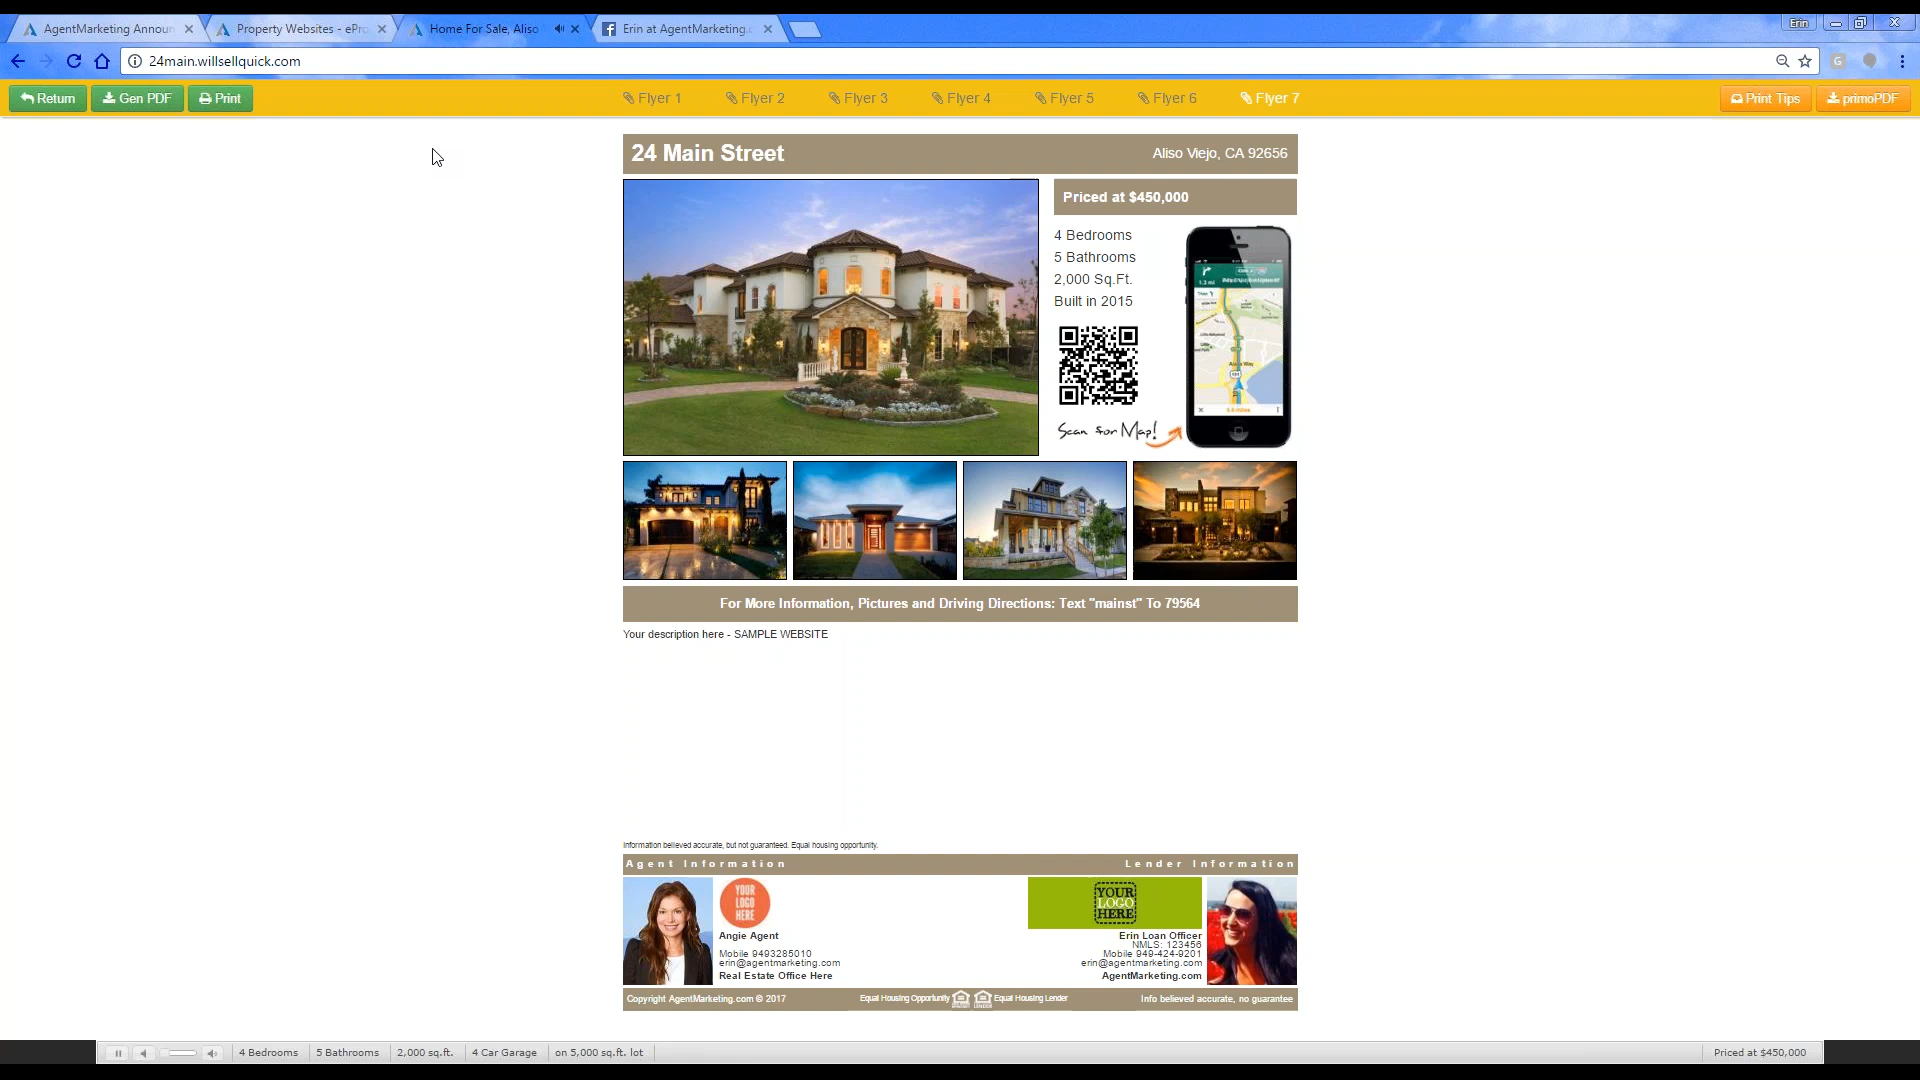 AgentMarketing Announ
Property Websites - ePro
Home For Sale, Aliso
Erin at AgentMarketing.c
Erin
24main.willsellquick.com
Return
Gen PDF
Print
Flyer 1
Flyer 2
Flyer 3
Flyer 4
Flyer 5
Flyer 6
Flyer 7
Print Tips
primoPDF
24 Main Street
Aliso Viejo, CA 92656
Priced at $450,000
4 Bedrooms
5 Bathrooms
2,000 Sq.Ft.
Built in 2015
Scan for Map!
For More Information, Pictures and Driving Directions: Text "mainst" To 79564
Your description here - SAMPLE WEBSITE
Information believed accurate, but not guaranteed. Equal housing opportunity.
Agent Information
Lender Information
YOUR
LOGO
HERE
Angie Agent
Mobile 9493285010
erin@agentmarketing.com
Real Estate Office Here
YOUR
LOGO
HERE
Erin Loan Officer
NMLS: 123456
Mobile 949-424-9201
erin@agentmarketing.com
AgentMarketing.com
Copyright AgentMarketing.com © 2017
Equal Housing Opportunity
Equal Housing Lender
Info believed accurate, no guarantee
4 Bedrooms
5 Bathrooms
2,000 sq.ft.
4 Car Garage
on 5,000 sq.ft. lot
Priced at $450,000